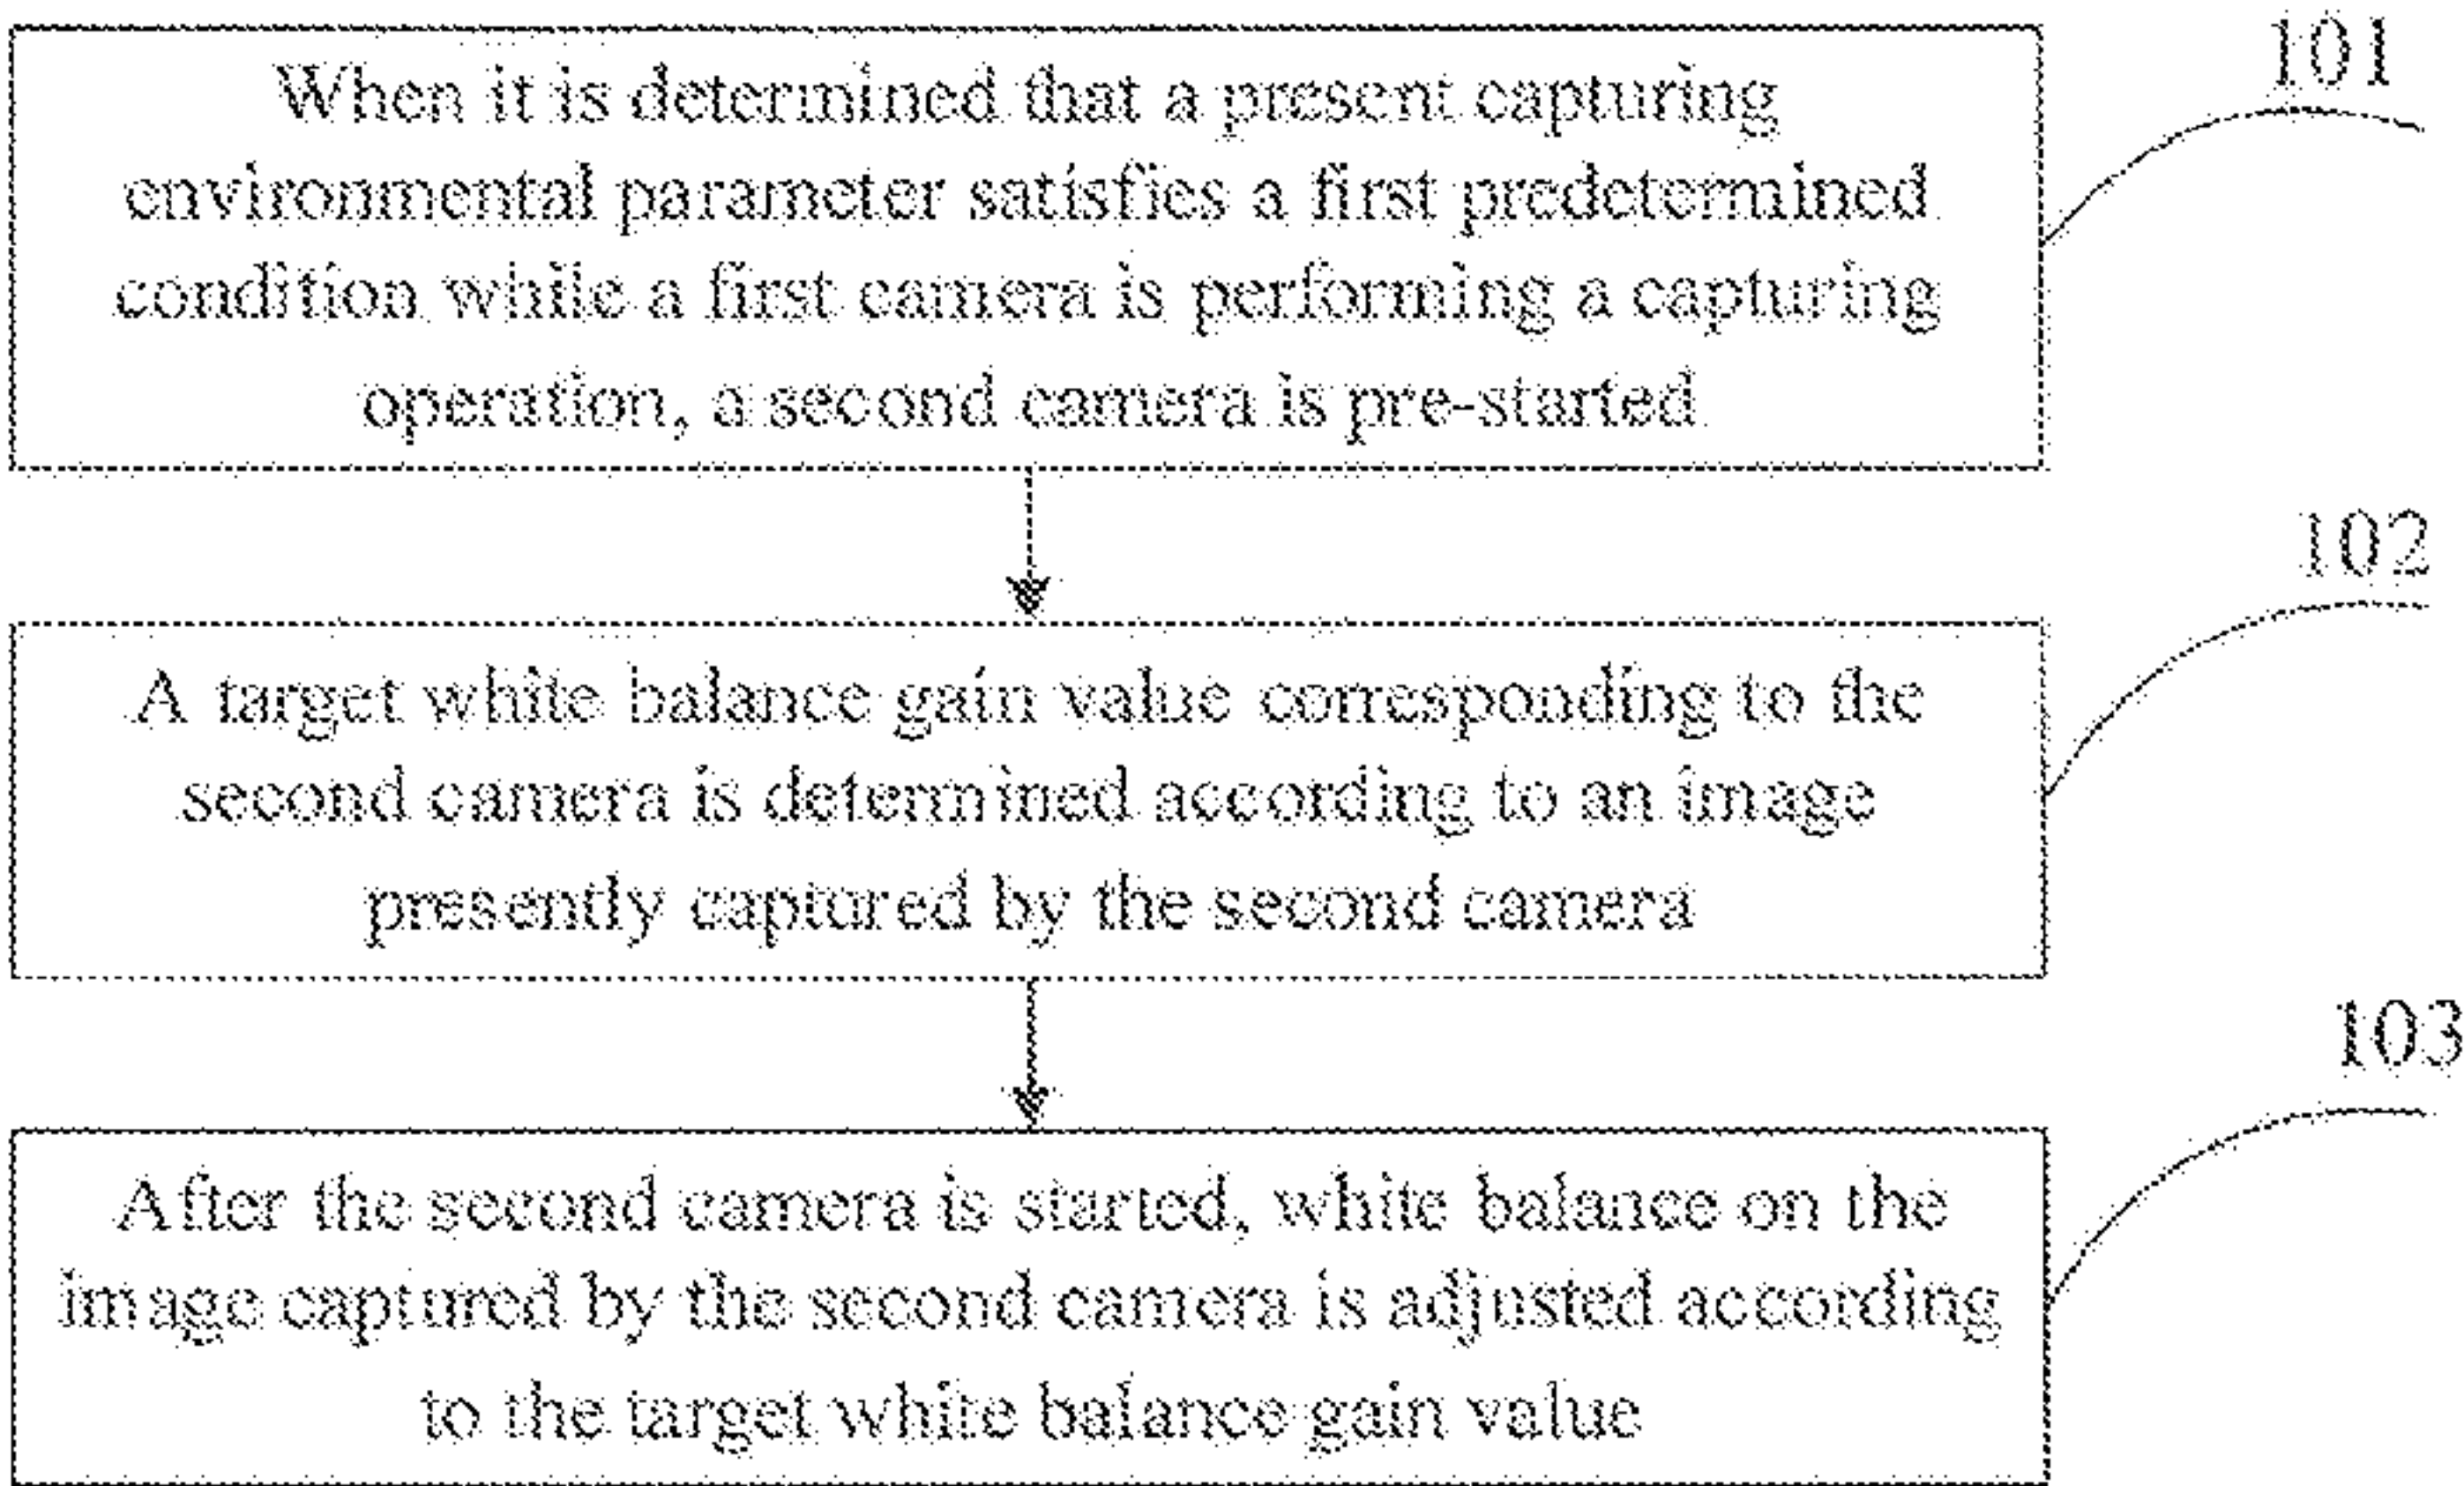 101
When it is determined that a present capturing
environmental parameter satisfies a first predetermined
condition while a first camera is performing a capturing
operation, a second camera is pre-started
102
A target white balance gain value corresponding to the
second camera is determined according to an image
presently captured by the second camera
103
After the second camera is started, white balance on the
image captured by the second camera is adjusted according
to the target white balance gain value